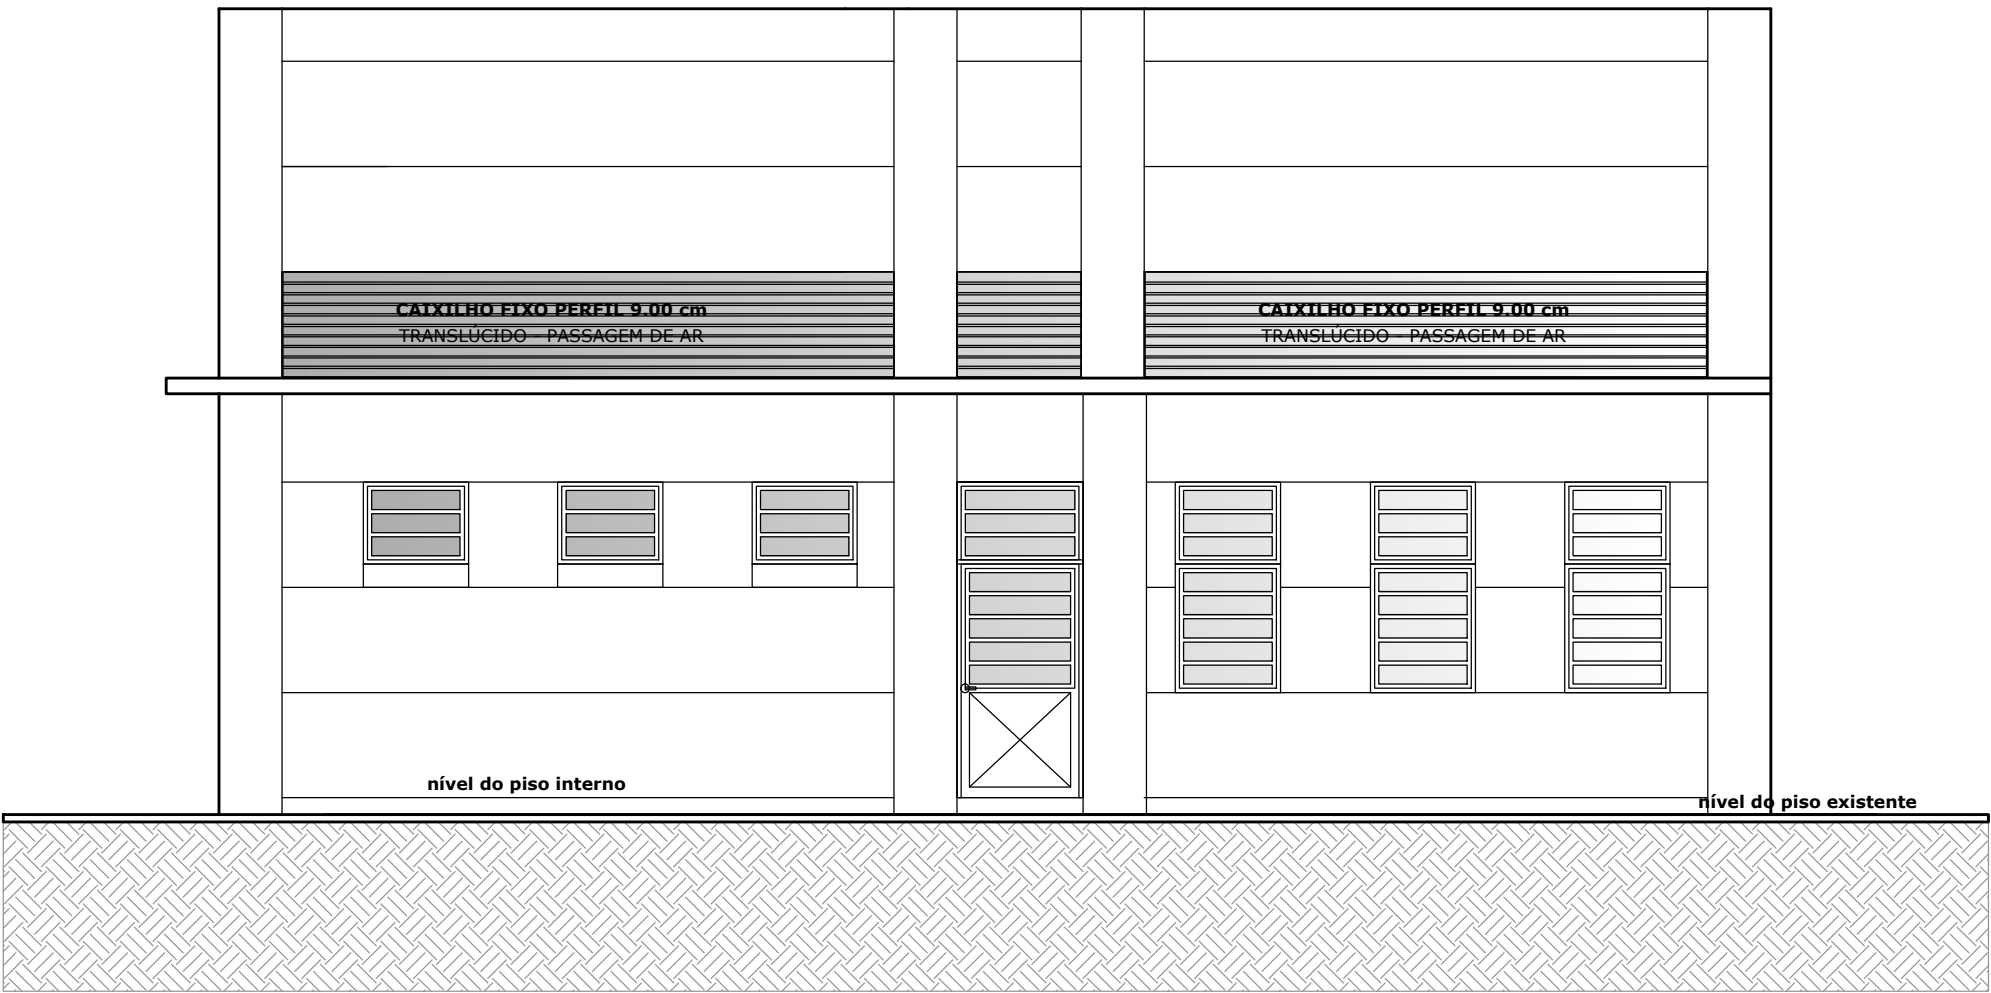 CAIXILHO FIXO PERFIL 9.00 cm
TRANSLÚCIDO - PASSAGEM DE AR
CAIXILHO FIXO PERFIL 9.00 cm
TRANSLÚCIDO - PASSAGEM DE AR
nível do piso interno
nível do piso existente